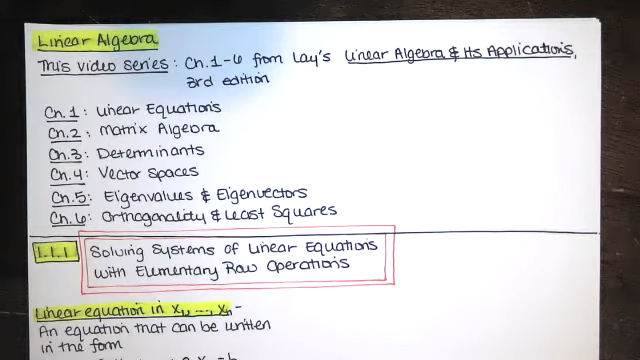 Linear Algebra
This video series: Ch.1-6 from Lay's Linear Algebra & Its Applications,
3rd edition
Ch.1: Linear Equations
Ch.2: Matrix Algebra
Ch.3: Determinants
Ch.4: Vector Spaces
Ch.5: Eigenvalues & Eigenvectors
Ch.6: Orthogonality & Least Squares
1.1.1 Solving Systems of Linear Equations
with Elementary Row Operations
Linear equation in x₁, ..., xₙ -
An equation that can be written
in the form